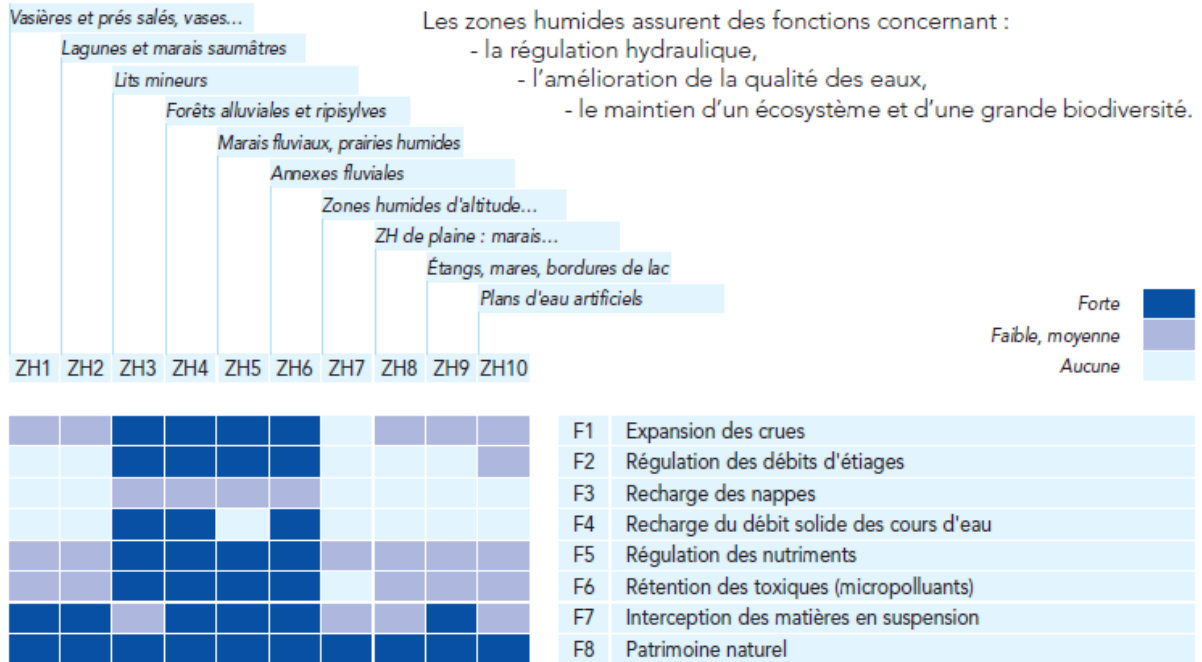 Vasières et prés salés, vases...
Lagunes et marais saumâtres
Lits mineurs
Forêts alluviales et ripisylves
Marais fluviaux, prairies humides
Annexes fluviales
Zones humides d'altitude...
ZH de plaine : marais...
Étangs, mares, bordures de lac
Plans d'eau artificiels
Les zones humides assurent des fonctions concernant :
- la régulation hydraulique,
- l'amélioration de la qualité des eaux,
- le maintien d'un écosystème et d'une grande biodiversité.
Forte
Faible, moyenne
Aucune
ZH1 ZH2 ZH3 ZH4 ZH5 ZH6 ZH7 ZH8 ZH9 ZH10
F1 Expansion des crues
F2 Régulation des débits d'étiages
F3 Recharge des nappes
F4 Recharge du débit solide des cours d'eau
F5 Régulation des nutriments
F6 Rétention des toxiques (micropolluants)
F7 Interception des matières en suspension
F8 Patrimoine naturel